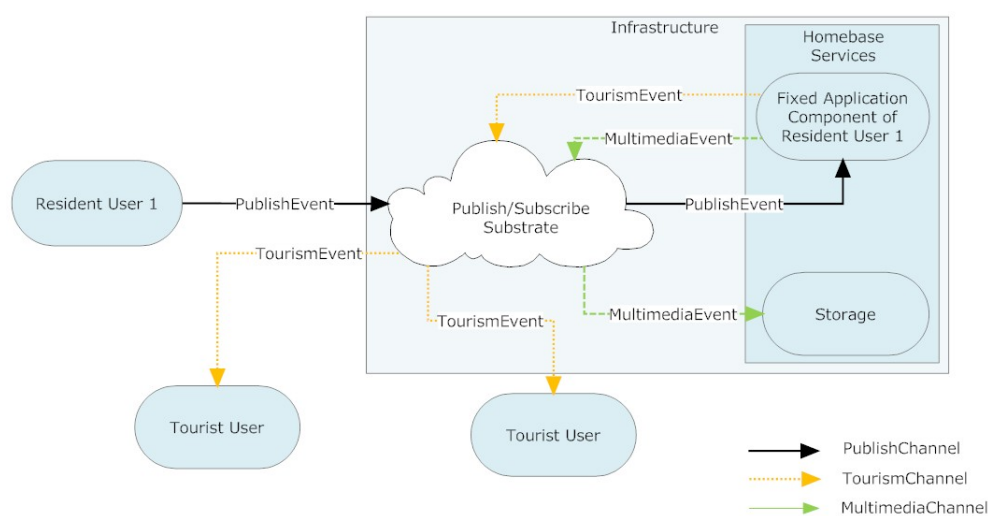 Infrastructure
Homebase
Services
TourismEvent
Fixed Application
Component of
Resident User 1
MultimediaEvent
Resident User 1
PublishEvent
Publish/Subscribe
Substrate
PublishEvent
TourismEvent
TourismEvent
MultimediaEvent
Storage
Tourist User
Tourist User
PublishChannel
TourismChannel
MultimediaChannel